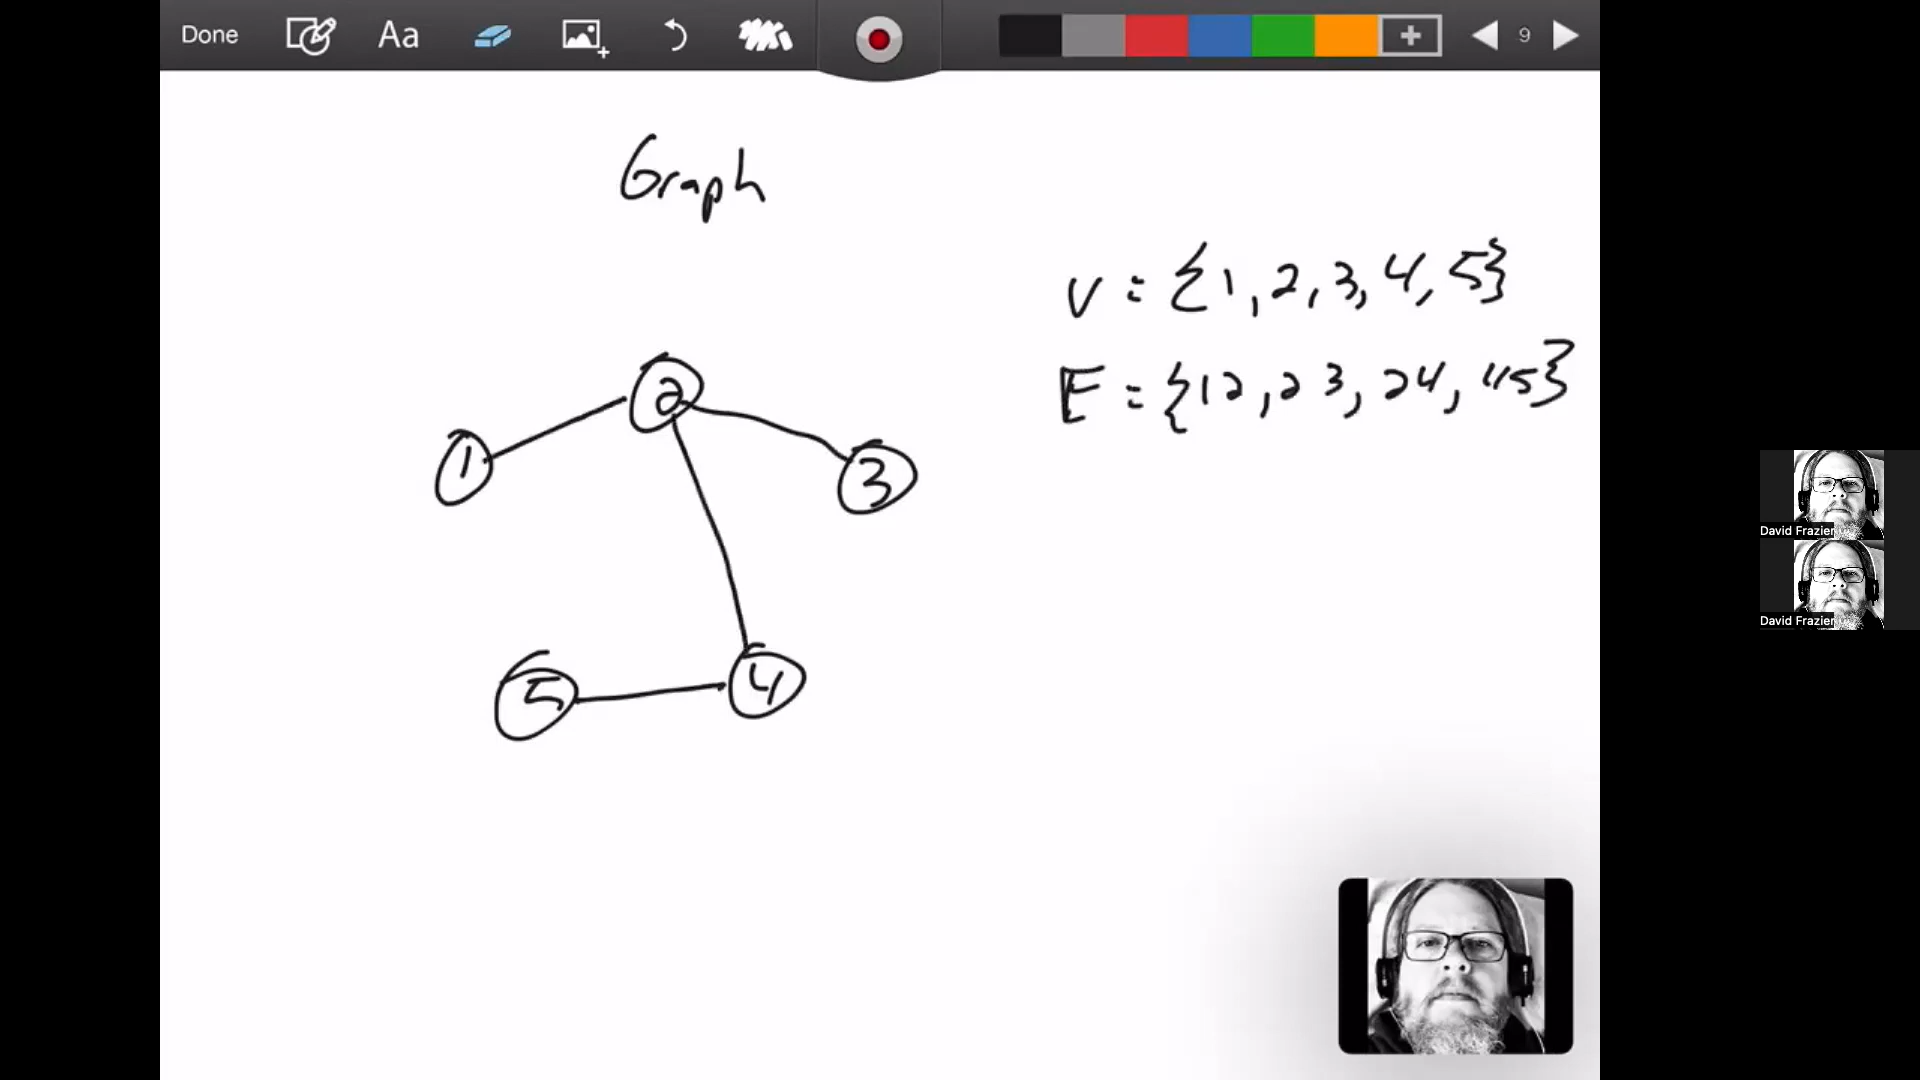 Done Aa 9
Graph
V = {1, 2, 3, 4, 5}
E = {12, 23, 24, 45}
2
1
3
5
4
David Frazier
David Frazier